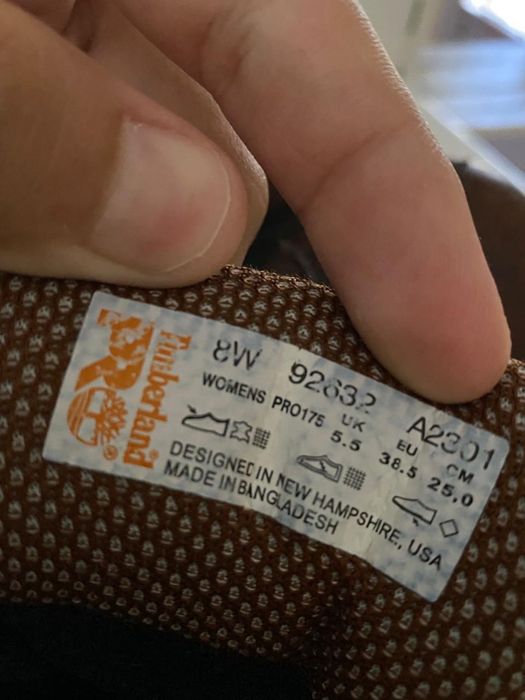 PRO
Timberland®
8W 92632 A2301
WOMENS PRO175 UK EU CM
5.5 38.5 25.0
DESIGNED IN NEW HAMPSHIRE, USA
MADE IN BANGLADESH